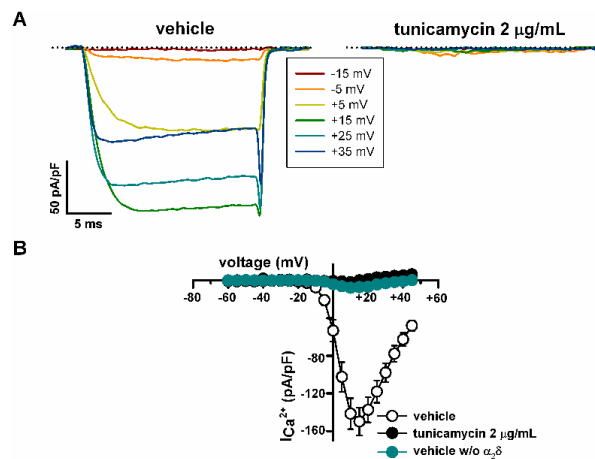 A
vehicle
tunicamycin 2 μg/mL
-15 mV
-5 mV
+5 mV
+15 mV
+25 mV
+35 mV
50 pA/pF
5 ms
B
voltage (mV)
-80 -60 -40 -20 +20 +40 +60
-80
-120
-160
I Ca2+ (pA/pF)
vehicle
tunicamycin 2 μg/mL
vehicle w/o α2δ